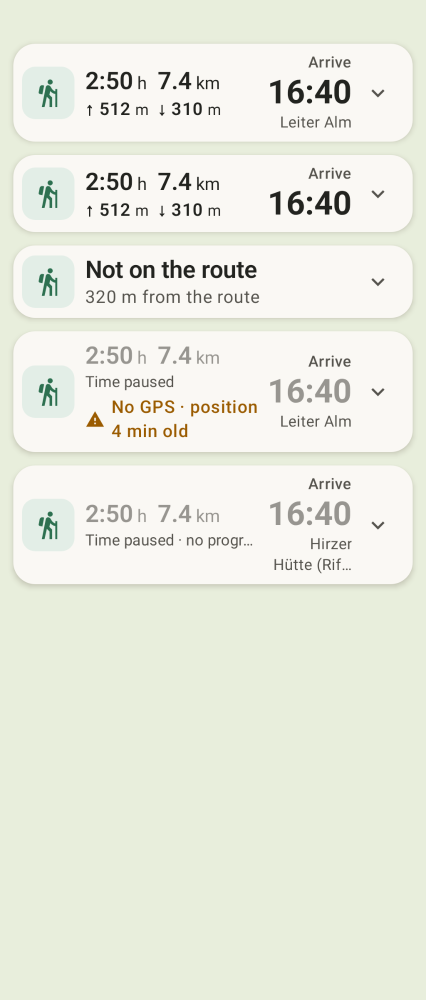 2:50 h 7.4 km
↑ 512 m ↓ 310 m
Arrive
16:40
Leiter Alm
2:50 h 7.4 km
↑ 512 m ↓ 310 m
Arrive
16:40
Not on the route
320 m from the route
2:50 h 7.4 km
Time paused
No GPS · position
4 min old
Arrive
16:40
Leiter Alm
2:50 h 7.4 km
Time paused · no progr…
Arrive
16:40
Hirzer
Hütte (Rif…